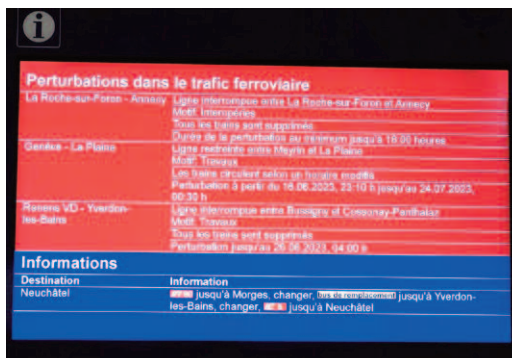 Perturbations dans le trafic ferroviaire
La Roche-sur-Foron - Annecy Ligne interrompue entre La Roche-sur-Foron et Annecy
Motif: Intempéries
Tous les trains sont supprimés
Durée de la perturbation au minimum jusqu'à 18:00 heures
Genève - La Plaine Ligne restreinte entre Meyrin et La Plaine
Motif: Travaux
Les trains circulent selon un horaire modifié
Perturbation à partir du 16.06.2023, 23:10 h jusqu'au 24.07.2023,
00:30 h
Renens VD - Yverdon- Ligne interrompue entre Bussigny et Cossonay-Penthalaz
les-Bains Motif: Travaux
Tous les trains sont supprimés
Perturbation jusqu'au 26.06.2023, 04:00 h
Informations
Destination Information
Neuchâtel jusqu'à Morges, changer, bus de remplacement jusqu'à Yverdon-
les-Bains, changer, jusqu'à Neuchâtel